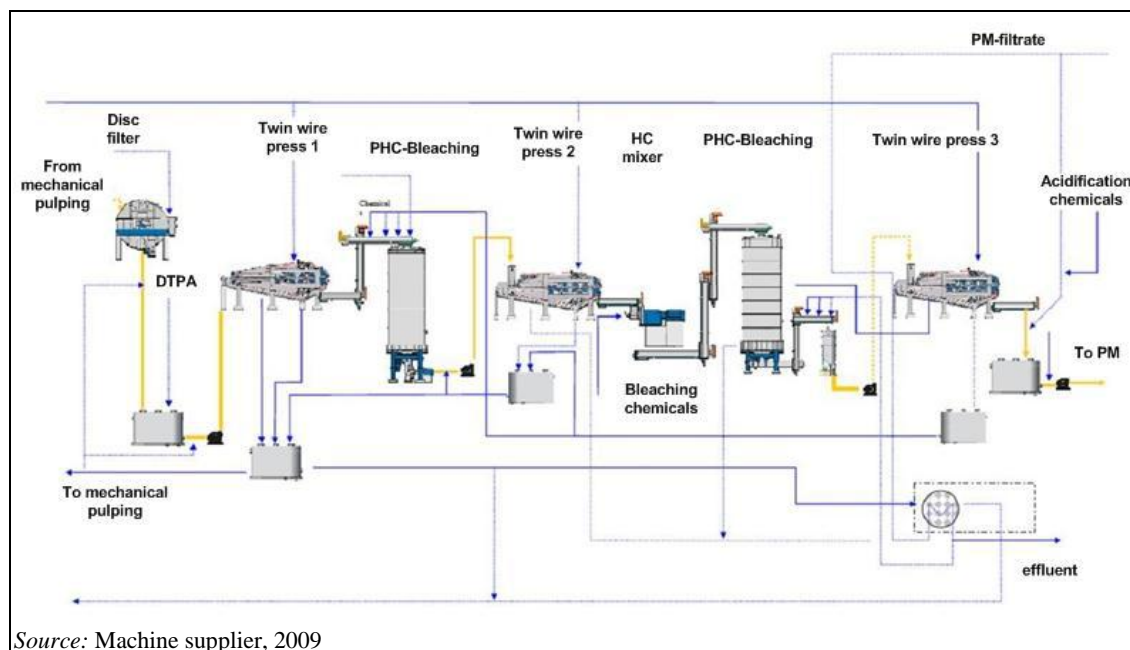 PM-filtrate
Disc
filter
Twin wire
press 1
PHC-Bleaching
Twin wire
press 2
HC
mixer
PHC-Bleaching
Twin wire press 3
From
mechanical
pulping
Acidification
chemicals
Chemical
s
DTPA
To PM
Bleaching
chemicals
To mechanical
pulping
effluent
Source: Machine supplier, 2009